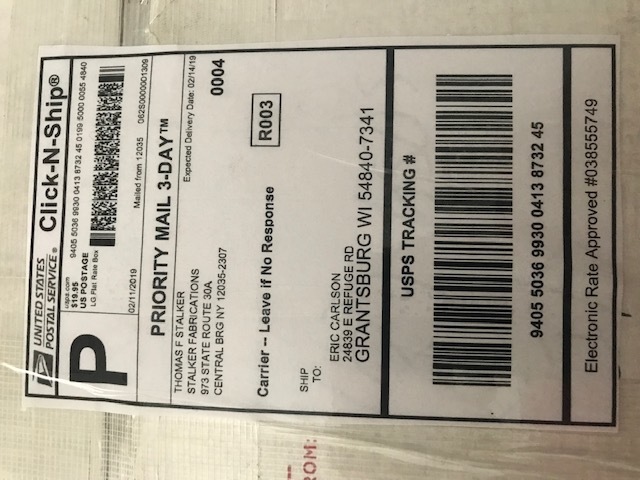 UNITED STATES
POSTAL SERVICE®
Click-N-Ship®
usps.com
$19.95
US POSTAGE
LG Flat Rate Box
9405 5036 9930 0413 8732 45 0199 5000 0055 4840
02/11/2019
Mailed from 12035
062S0000001309
P
PRIORITY MAIL 3-DAY™
THOMAS F STALKER
STALKER FABRICATIONS
973 STATE ROUTE 30A
CENTRAL BRG NY 12035-2307
Expected Delivery Date: 02/14/19
0004
Carrier -- Leave if No Response
R003
SHIP
TO:
ERIC CARLSON
24839 E REFUGE RD
GRANTSBURG WI 54840-7341
USPS TRACKING #
9405 5036 9930 0413 8732 45
Electronic Rate Approved #038555749